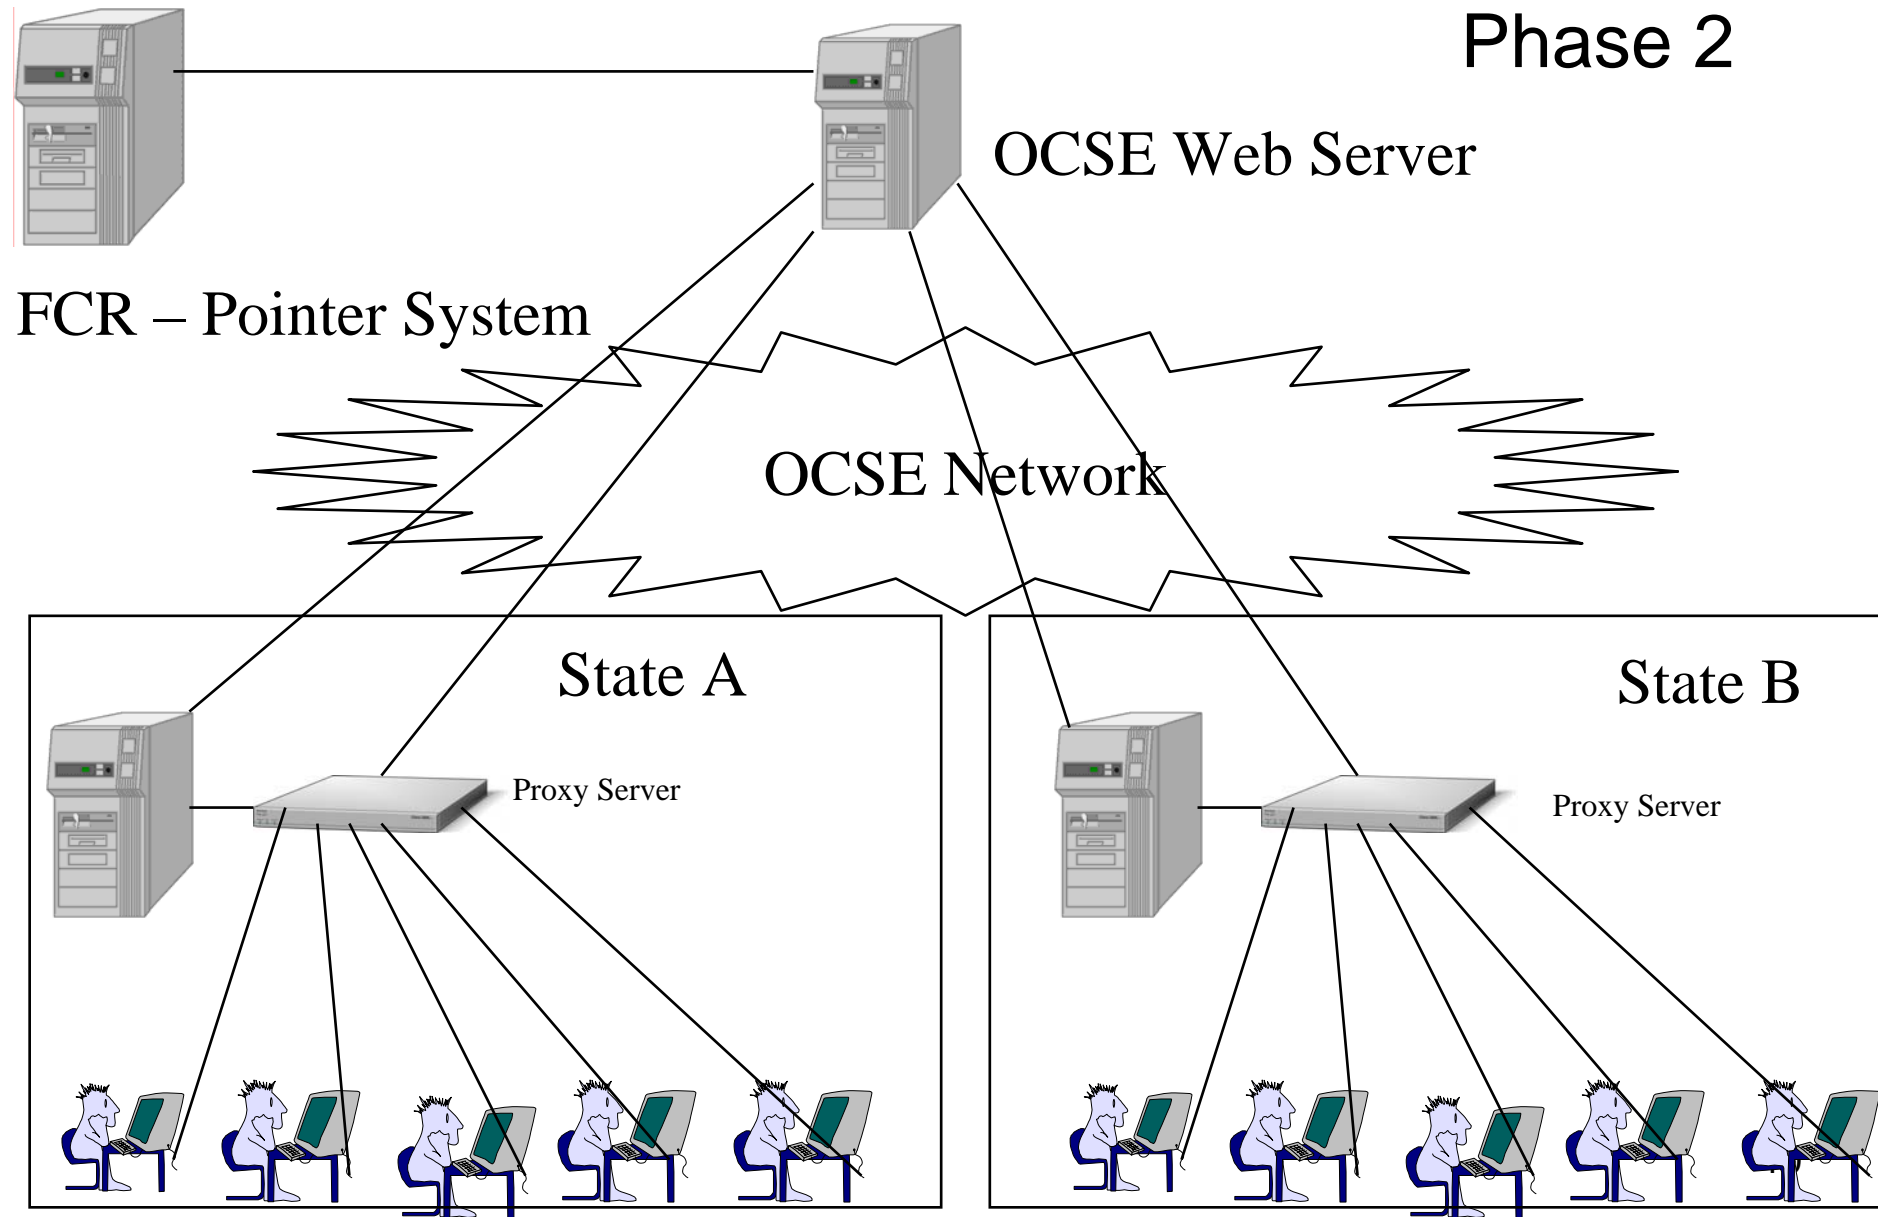 Phase 2
OCSE Web Server
FCR – Pointer System
OCSE Network
State A
State B
Proxy Server
Proxy Server